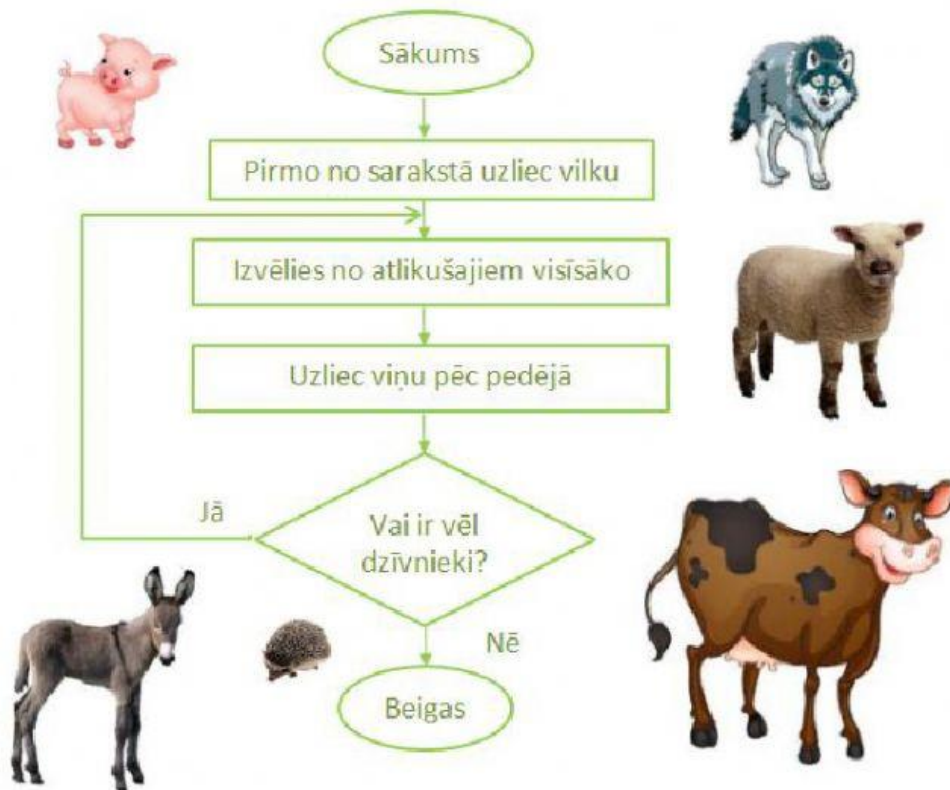 Sākums
Pirmo no sarakstā uzliec vilku
Izvēlies no atlikušajiem visīsāko
Uzliec viņu pēc pedējā
Jā
Vai ir vēl
dzīvnieki?
Nē
Beigas